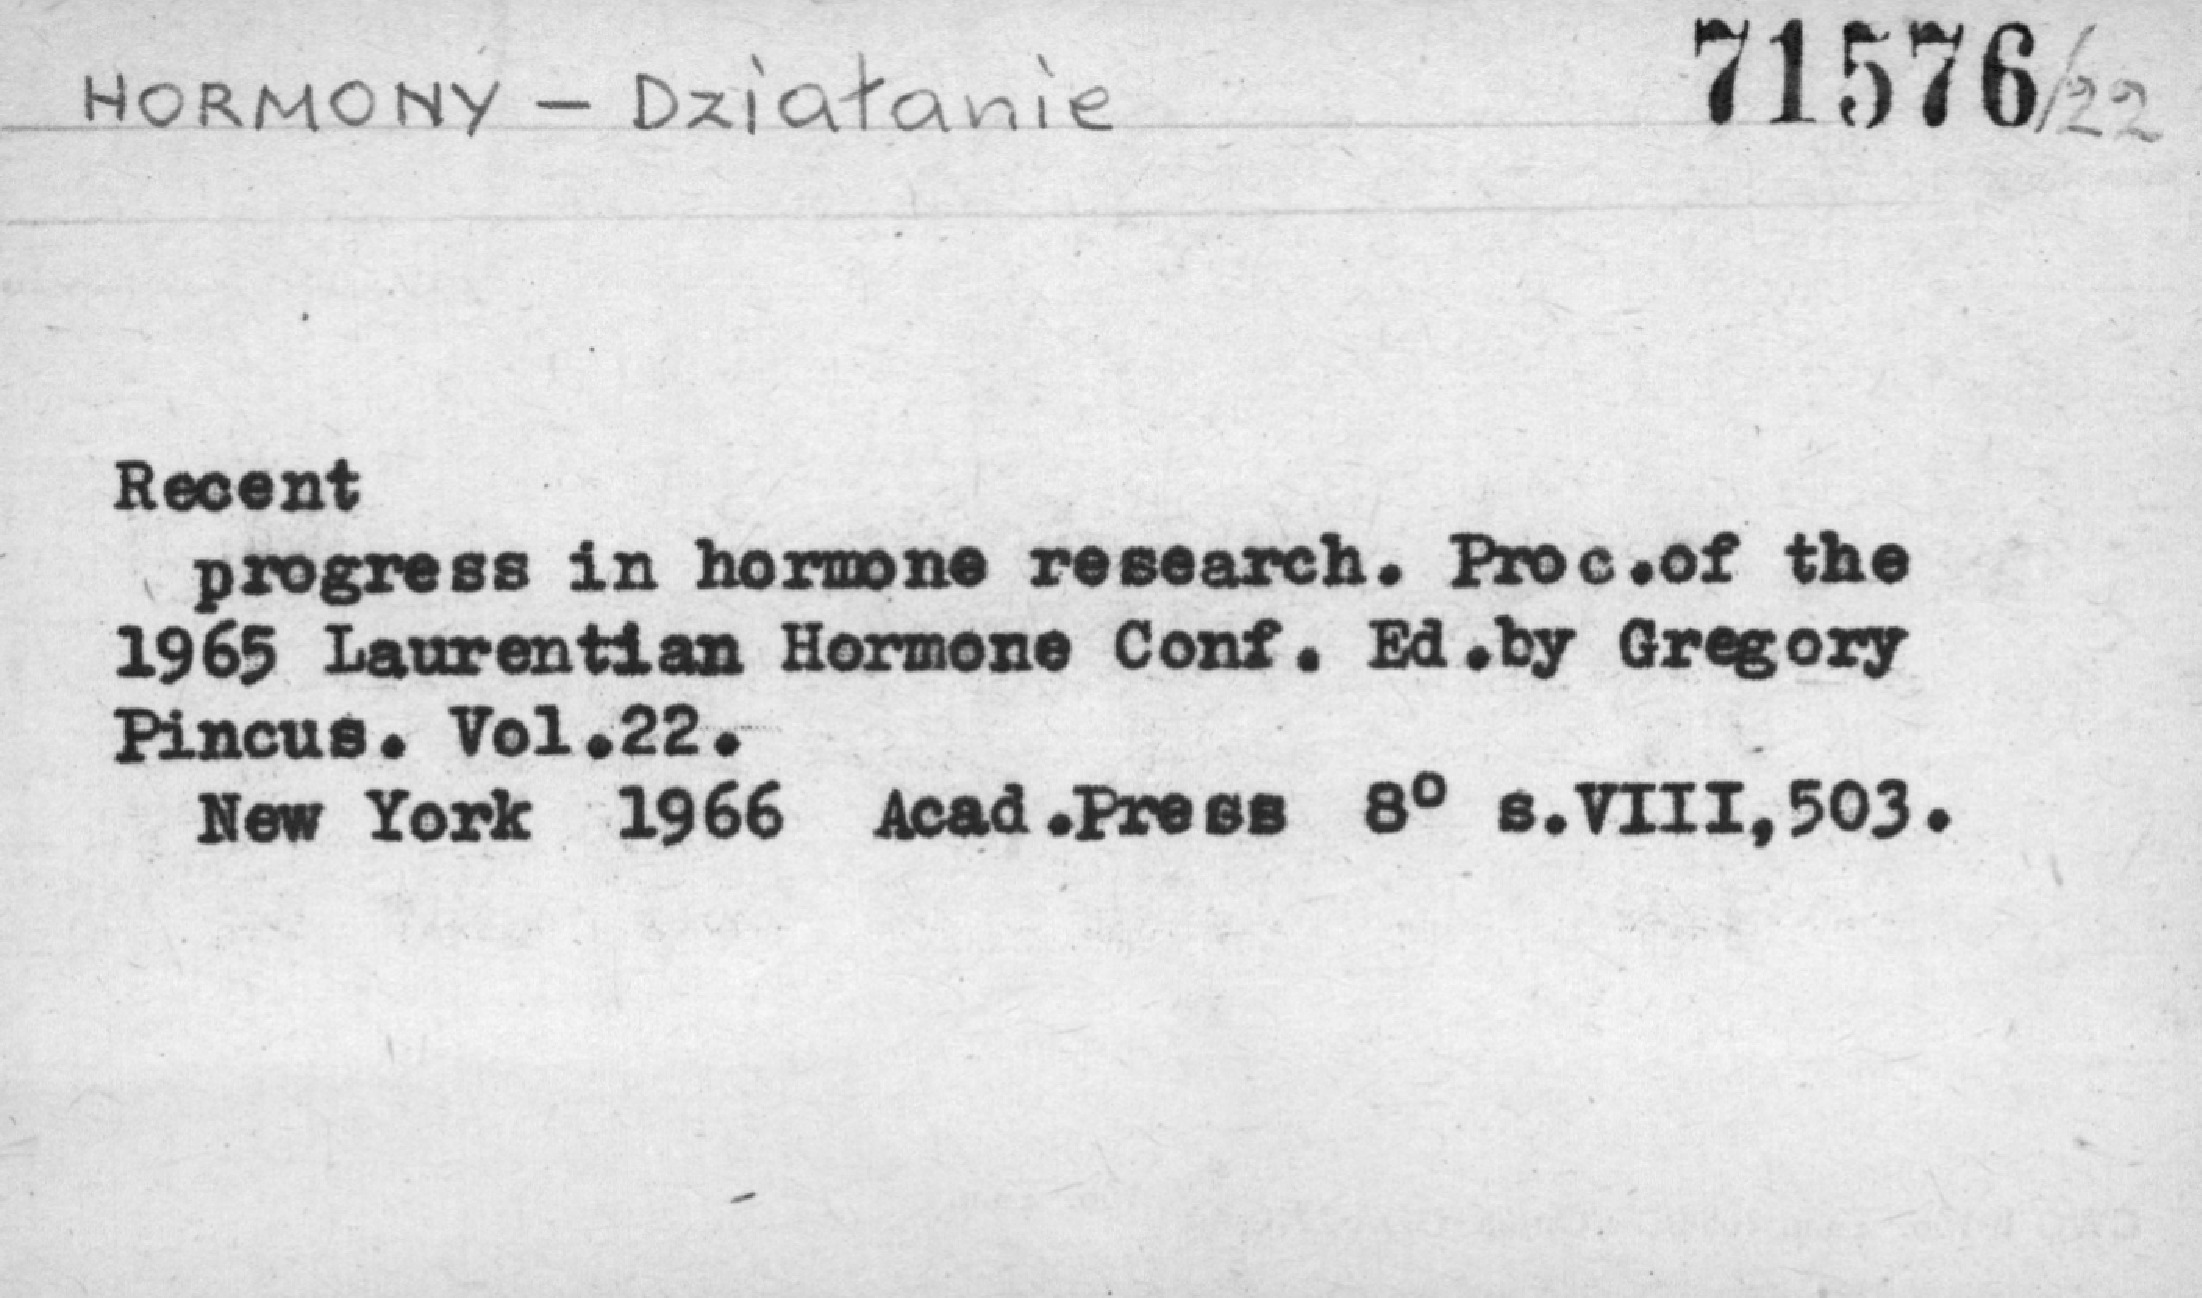 HORMONY – Działanie 71576/22
Recent
progress in hormone research. Proc.of the
1965 Laurentian Hormone Conf. Ed.by Gregory
Pincus. Vol.22.
New York 1966 Acad.Press 8° s.VIII,503.